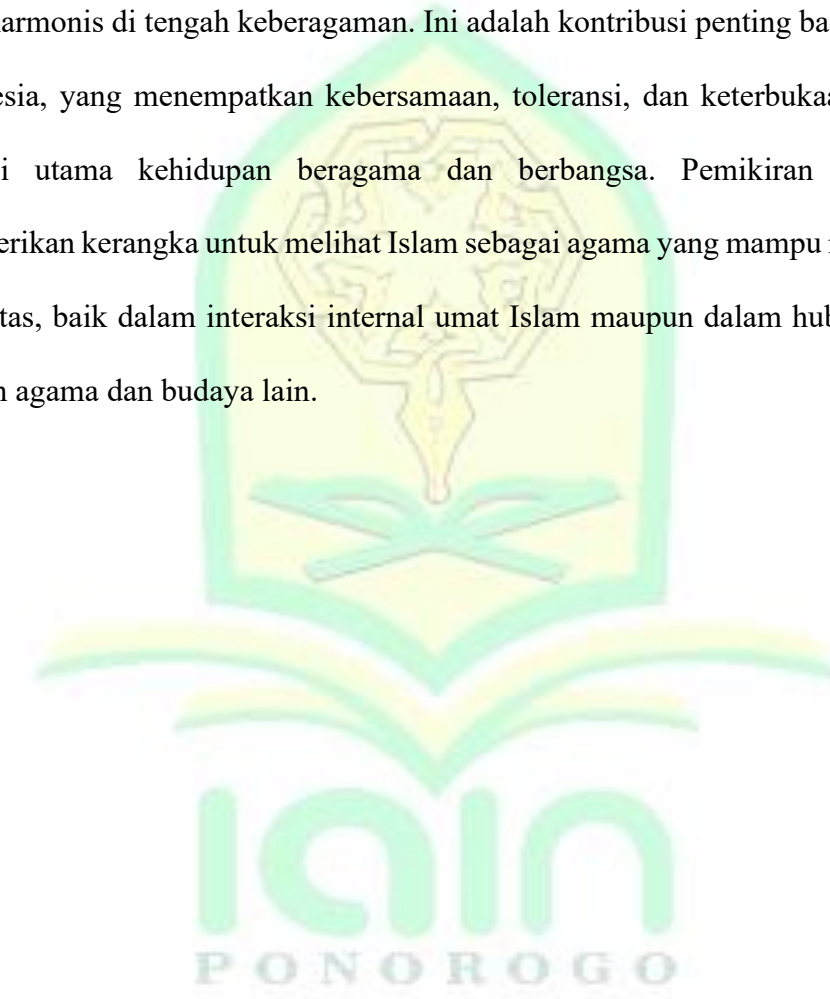 armonis di tengah keberagaman. Ini adalah kontribusi penting ba
esia, yang menempatkan kebersamaan, toleransi, dan keterbukaa
i utama kehidupan beragama dan berbangsa. Pemikiran
erikan kerangka untuk melihat Islam sebagai agama yang mampu
tas, baik dalam interaksi internal umat Islam maupun dalam hub
n agama dan budaya lain.
iain
PONOROGO